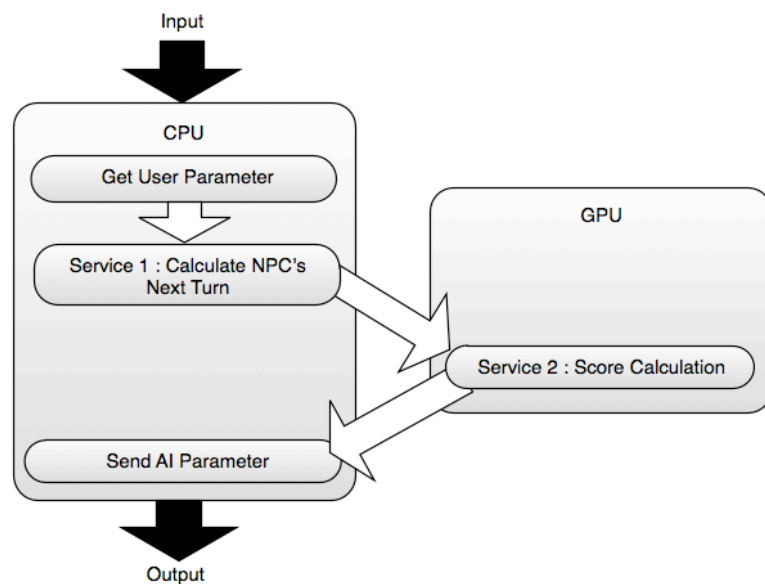 Input
CPU
Get User Parameter
Service 1 : Calculate NPC's
Next Turn
GPU
Service 2 : Score Calculation
Send AI Parameter
Output